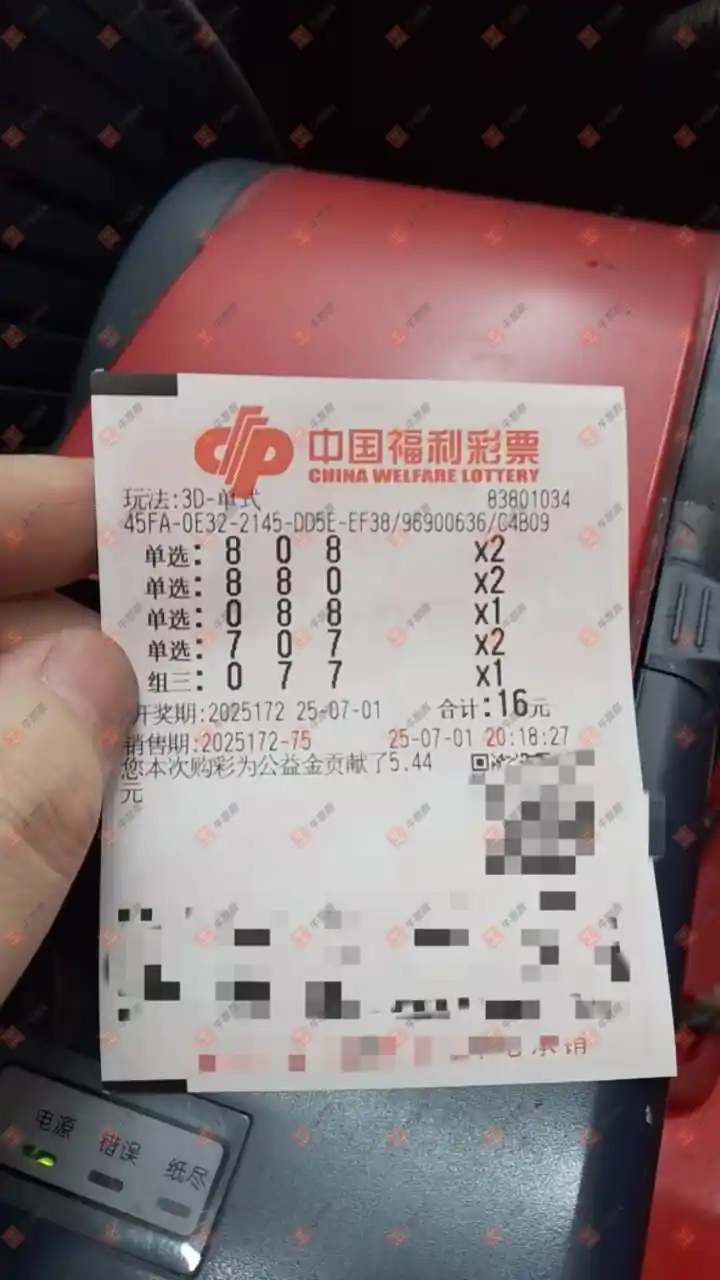 中国福利彩票
CHINA WELFARE LOTTERY
玩法:3D-单式 83801034
45FA-0E32-2145-DD5E-EF38/96900636/C4B09
单选: 8 0 8 x2
单选: 8 8 0 x2
单选: 0 8 8 x1
单选: 7 0 7 x2
组三: 0 7 7 x1
开奖期:2025172 25-07-01 合计:16元
销售期:2025172-75 25-07-01 20:18:27
您本次购彩为公益金贡献了5.44
元
承销
电源 错误 纸尽